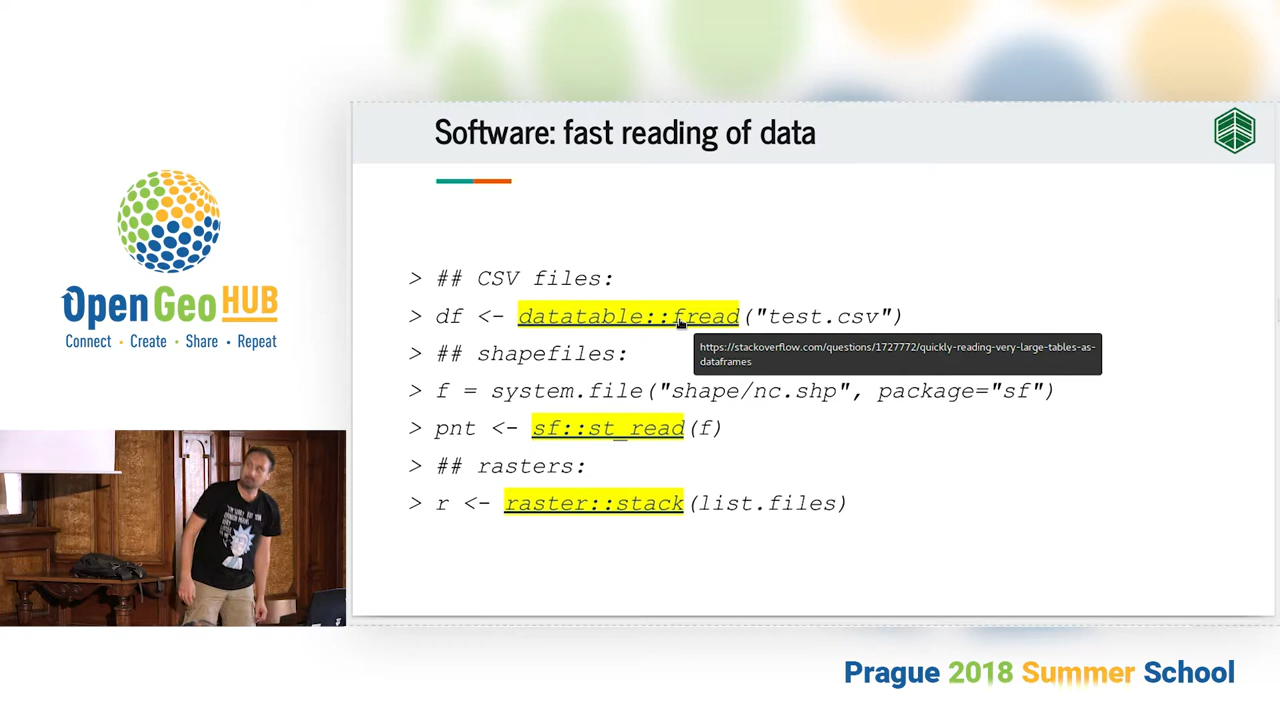 Software: fast reading of data
OpenGeoHUB
Connect • Create • Share • Repeat
> ## CSV files:
> df <- datatable::fread("test.csv")
https://stackoverflow.com/questions/1727772/quickly-reading-very-large-tables-as-
dataframes
> ## shapefiles:
> f = system.file("shape/nc.shp", package="sf")
> pnt <- sf::st_read(f)
> ## rasters:
> r <- raster::stack(list.files)
Prague 2018 Summer School